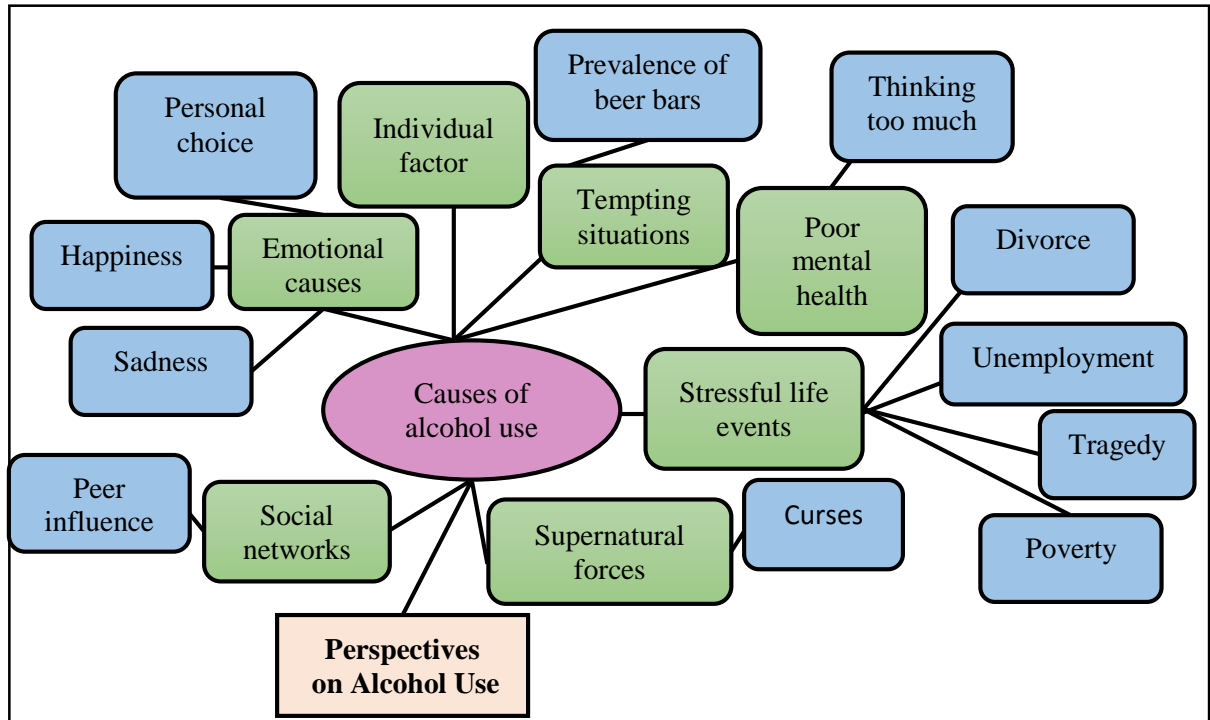 Prevalence of
beer bars
Thinking
too much
Personal
choice
Individual
factor
Tempting
situations
Poor
mental
health
Divorce
Happiness
Emotional
causes
Sadness
Unemployment
Causes of
alcohol use
Stressful life
events
Tragedy
Peer
influence
Social
networks
Supernatural
forces
Curses
Poverty
Perspectives
on Alcohol Use